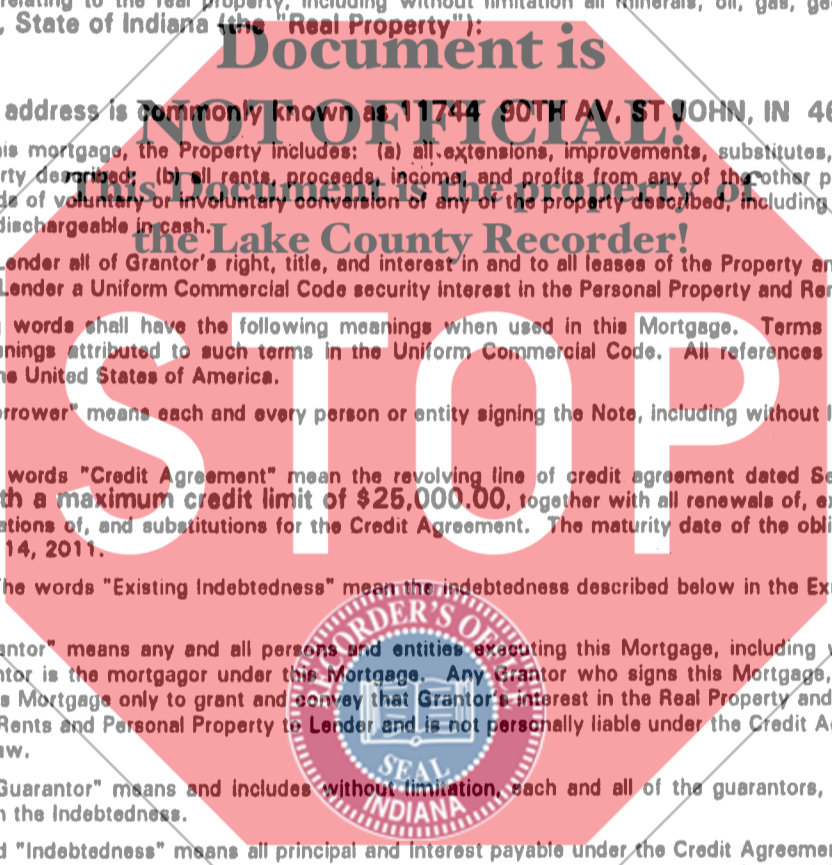 relating to the real property, including without limitation all minerals, oil, gas, ge
, State of Indiana (the "Real Property"):
Document is
address is commonly known as 11744 90TH AV, ST JOHN, IN 46
NOT OFFICIAL!
is mortgage, the Property includes: (a) all extensions, improvements, substitutes,
rty described; (b) all rents, proceeds, income, and profits from any of the other p
This Document is the property of
ds of voluntary or involuntary conversion of any of the property described, including
dischargeable in cash.
the Lake County Recorder!
Lender all of Grantor's right, title, and interest in and to all leases of the Property an
Lender a Uniform Commercial Code security interest in the Personal Property and Ren
words shall have the following meanings when used in this Mortgage. Terms
nings attributed to such terms in the Uniform Commercial Code. All references
he United States of America.
STOP
rrower" means each and every person or entity signing the Note, including without l
words "Credit Agreement" mean the revolving line of credit agreement dated Se
th a maximum credit limit of $25,000.00, together with all renewals of, e
ations of, and substitutions for the Credit Agreement. The maturity date of the obli
14, 2011.
The words "Existing Indebtedness" mean the indebtedness described below in the Exi
antor" means any and all persons and entities executing this Mortgage, including
ntor is the mortgagor under this Mortgage. Any Grantor who signs this Mortgage,
s Mortgage only to grant and convey that Grantor's interest in the Real Property and
Rents and Personal Property to Lender and is not personally liable under the Credit A
aw.
RECORDER'S OFFICE
SEAL
INDIANA
Guarantor" means and includes without limitation, each and all of the guarantors,
n the Indebtedness.
d "Indebtedness" means all principal and interest payable under the Credit Agreemen